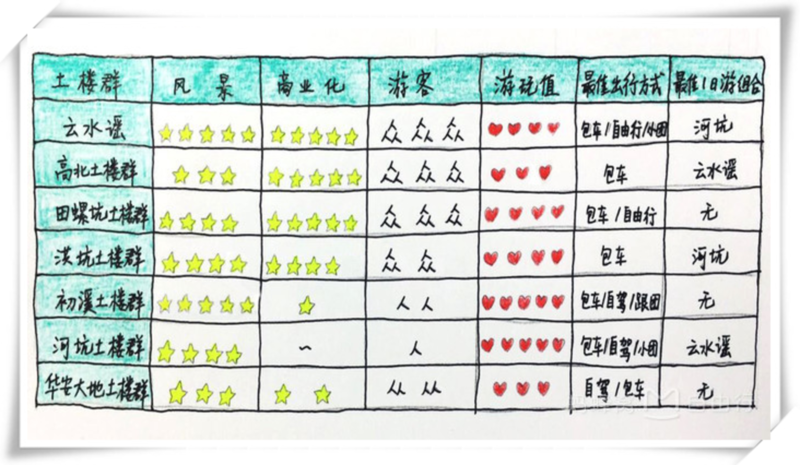 土楼群 风景 商业化 游客 游玩值 最佳出行方式 最佳1日游组合
云水谣 众 众 众 包车/自由行/小团 河坑
高北土楼群 众 众 众 包车 云水谣
田螺坑土楼群 众 众 众 包车/自由行 无
洪坑土楼群 众 众 包车 河坑
初溪土楼群 人 人 包车/自驾/跟团 无
河坑土楼群 ~ 人 包车/自驾/小团 云水谣
华安大地土楼群 从 从 自驾/包车 无